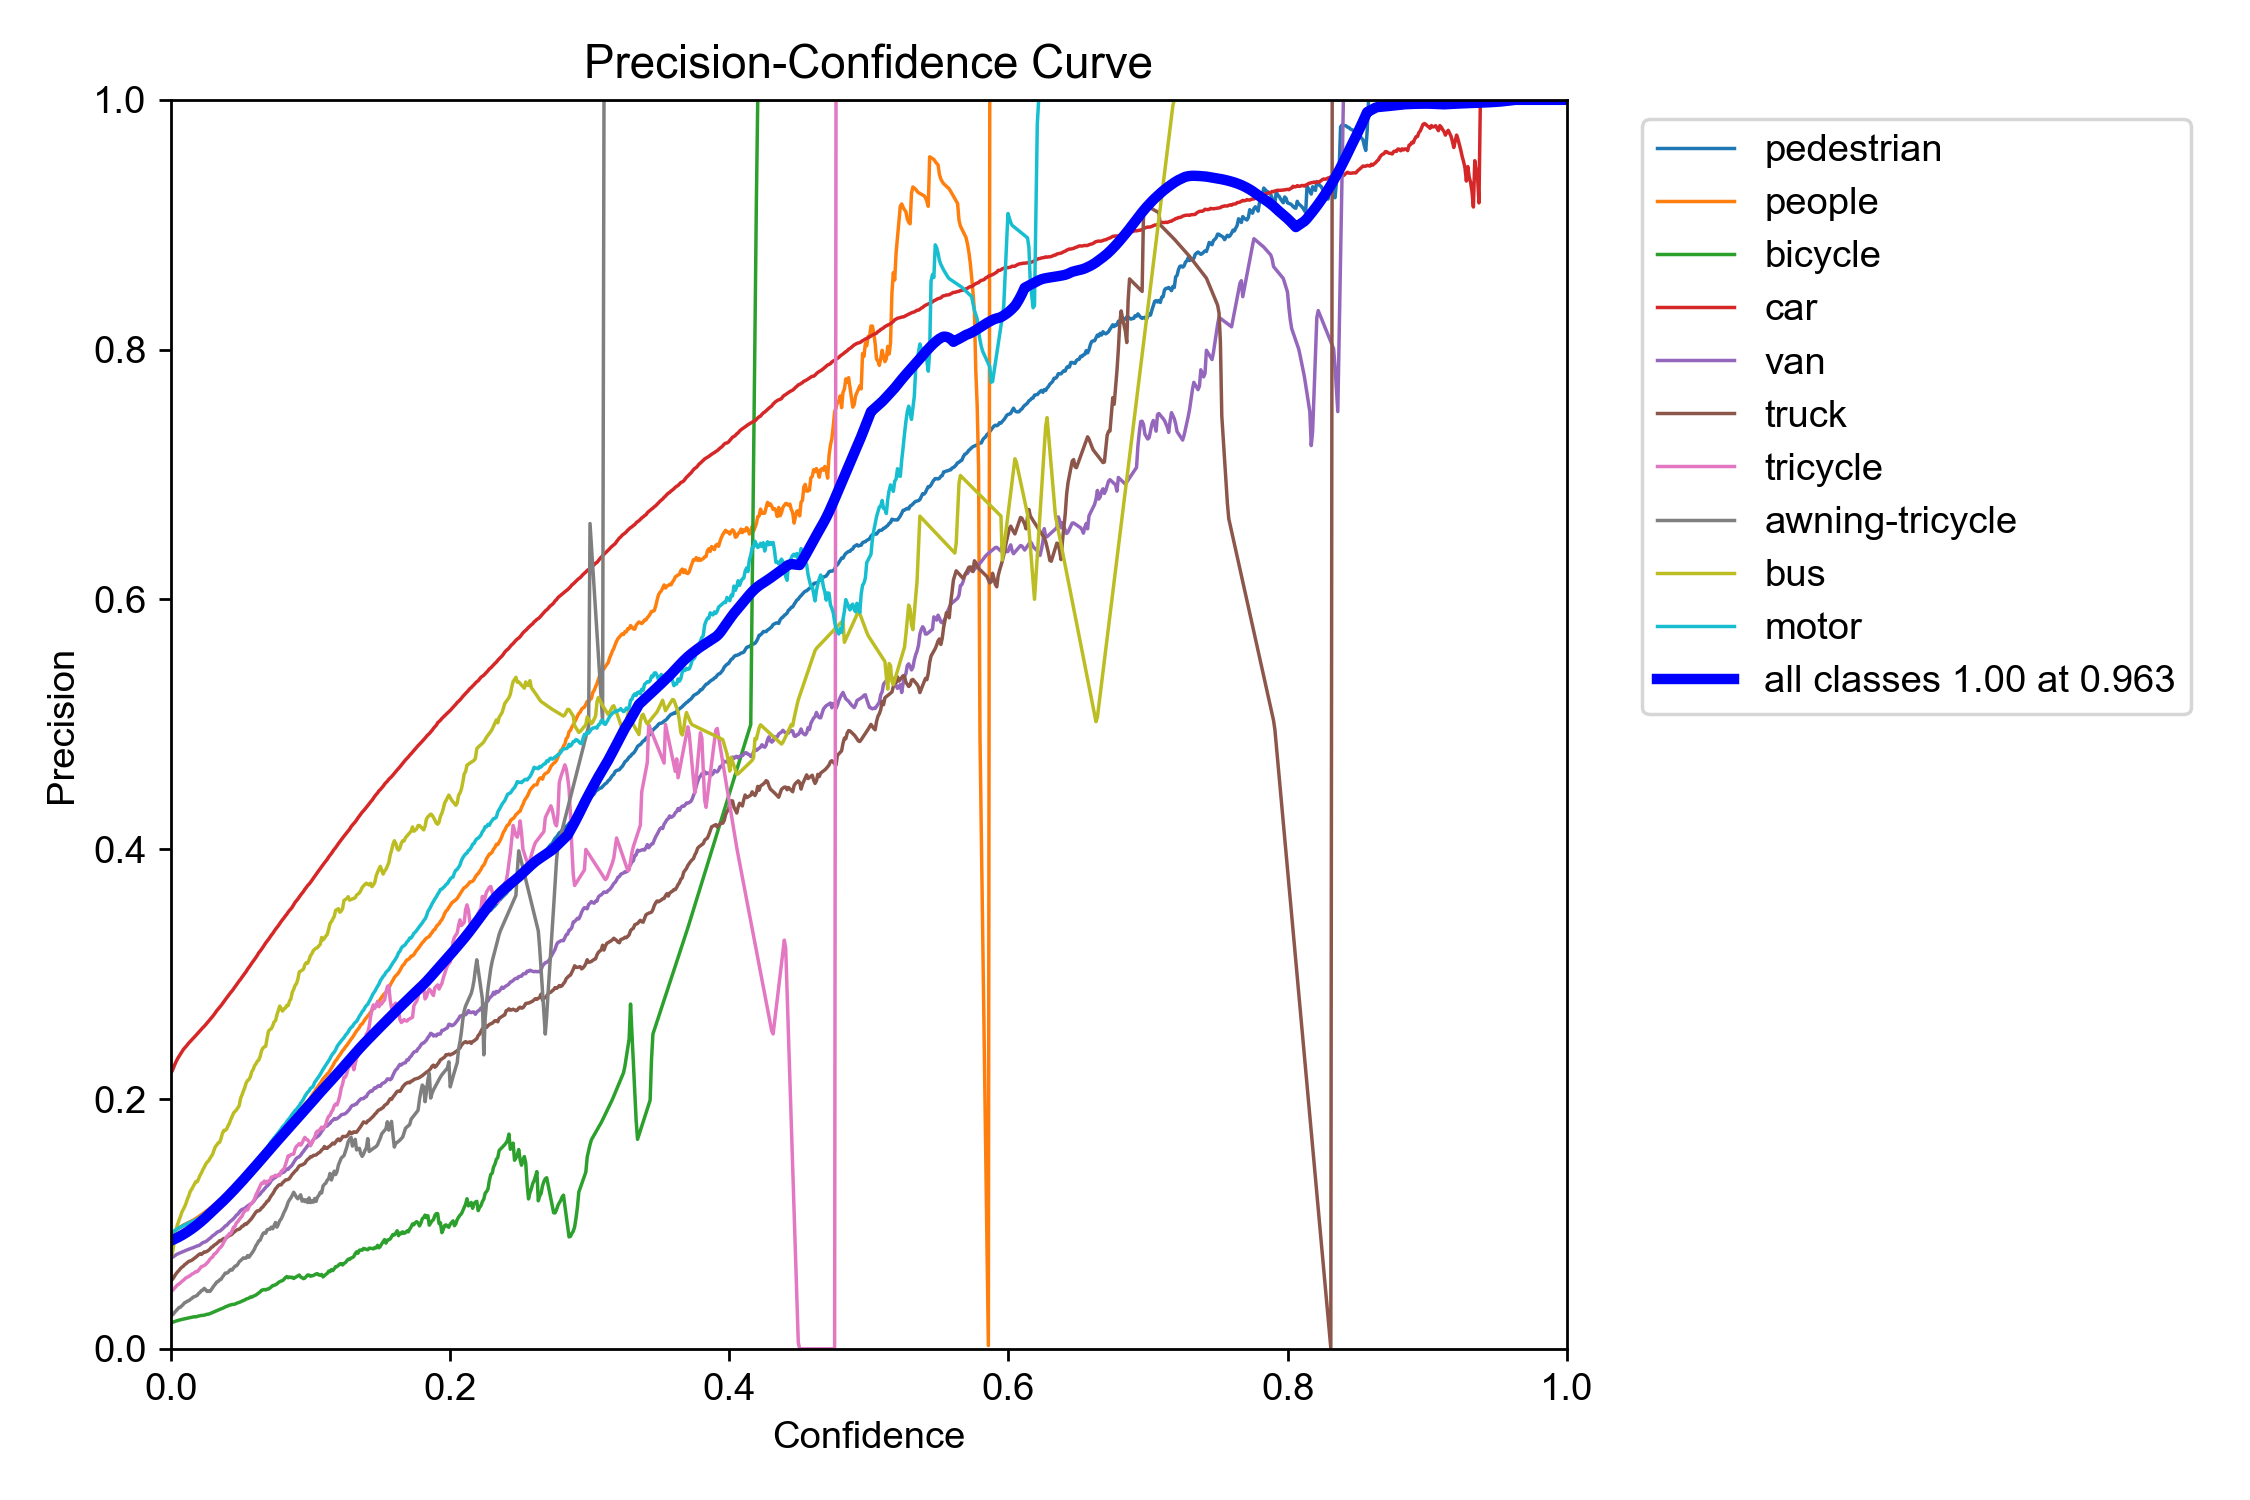 Precision-Confidence Curve
1.0
0.8
0.6
0.4
0.2
0.0
Precision
0.0 0.2 0.4 0.6 0.8 1.0
Confidence
pedestrian
people
bicycle
car
van
truck
tricycle
awning-tricycle
bus
motor
all classes 1.00 at 0.963